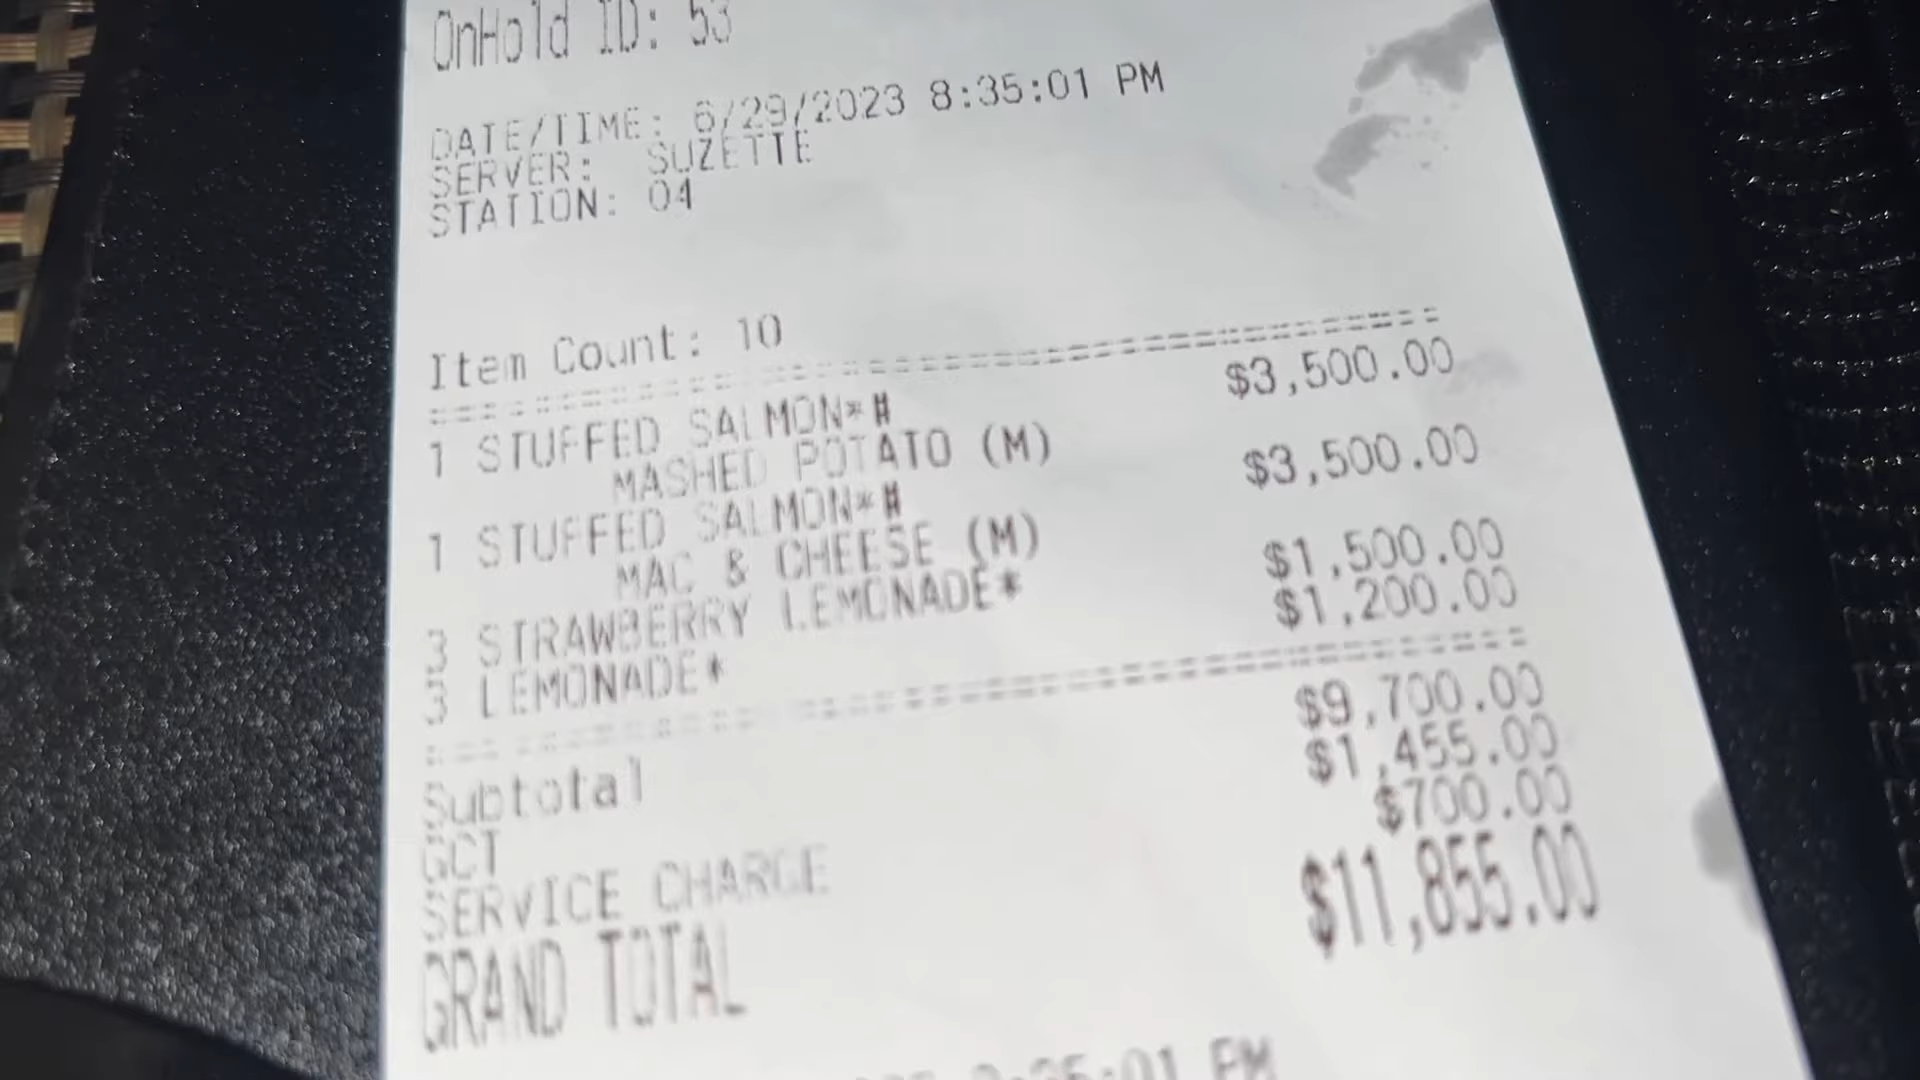 OnHold ID: 53
DATE/TIME: 6/29/2023 8:35:01 PM
SERVER: SUZETTE
STATION: 04
Item Count: 10
1 STUFFED SALMON*# $3,500.00
MASHED POTATO (M)
1 STUFFED SALMON*# $3,500.00
MAC & CHEESE (M)
3 STRAWBERRY LEMONADE* $1,500.00
3 LEMONADE* $1,200.00
Subtotal $9,700.00
GCT $1,455.00
SERVICE CHARGE $700.00
GRAND TOTAL $11,855.00
:35:01 PM